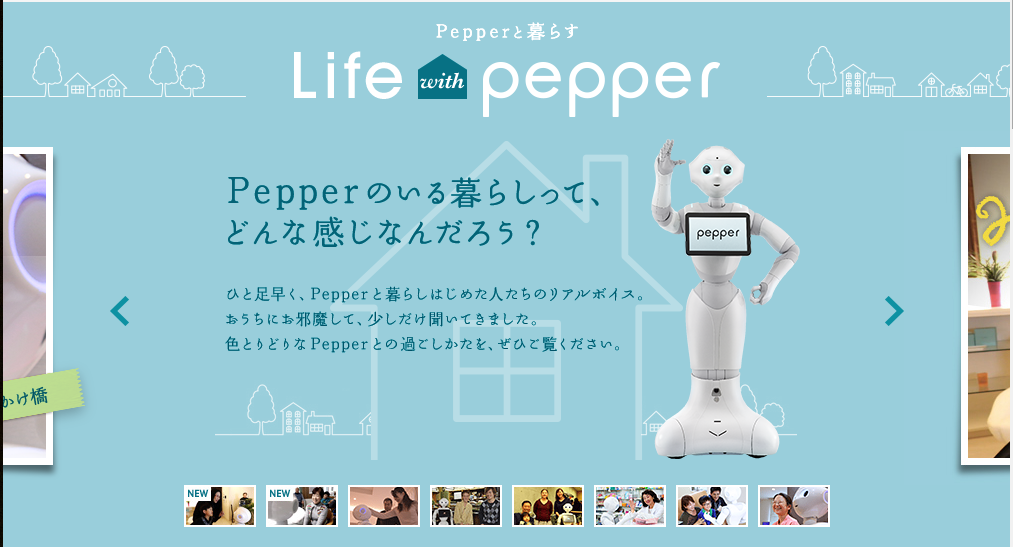 Pepperと暮らす
Life with pepper
Pepperのいる暮らしって、
どんな感じなんだろう？
pepper
ひと足早く、Pepperと暮らしはじめた人たちのリアルボイス。
おうちにお邪魔して、少しだけ聞いてきました。
色とりどりなPepperとの過ごしかたを、ぜひご覧ください。
かけ橋
NEW
NEW